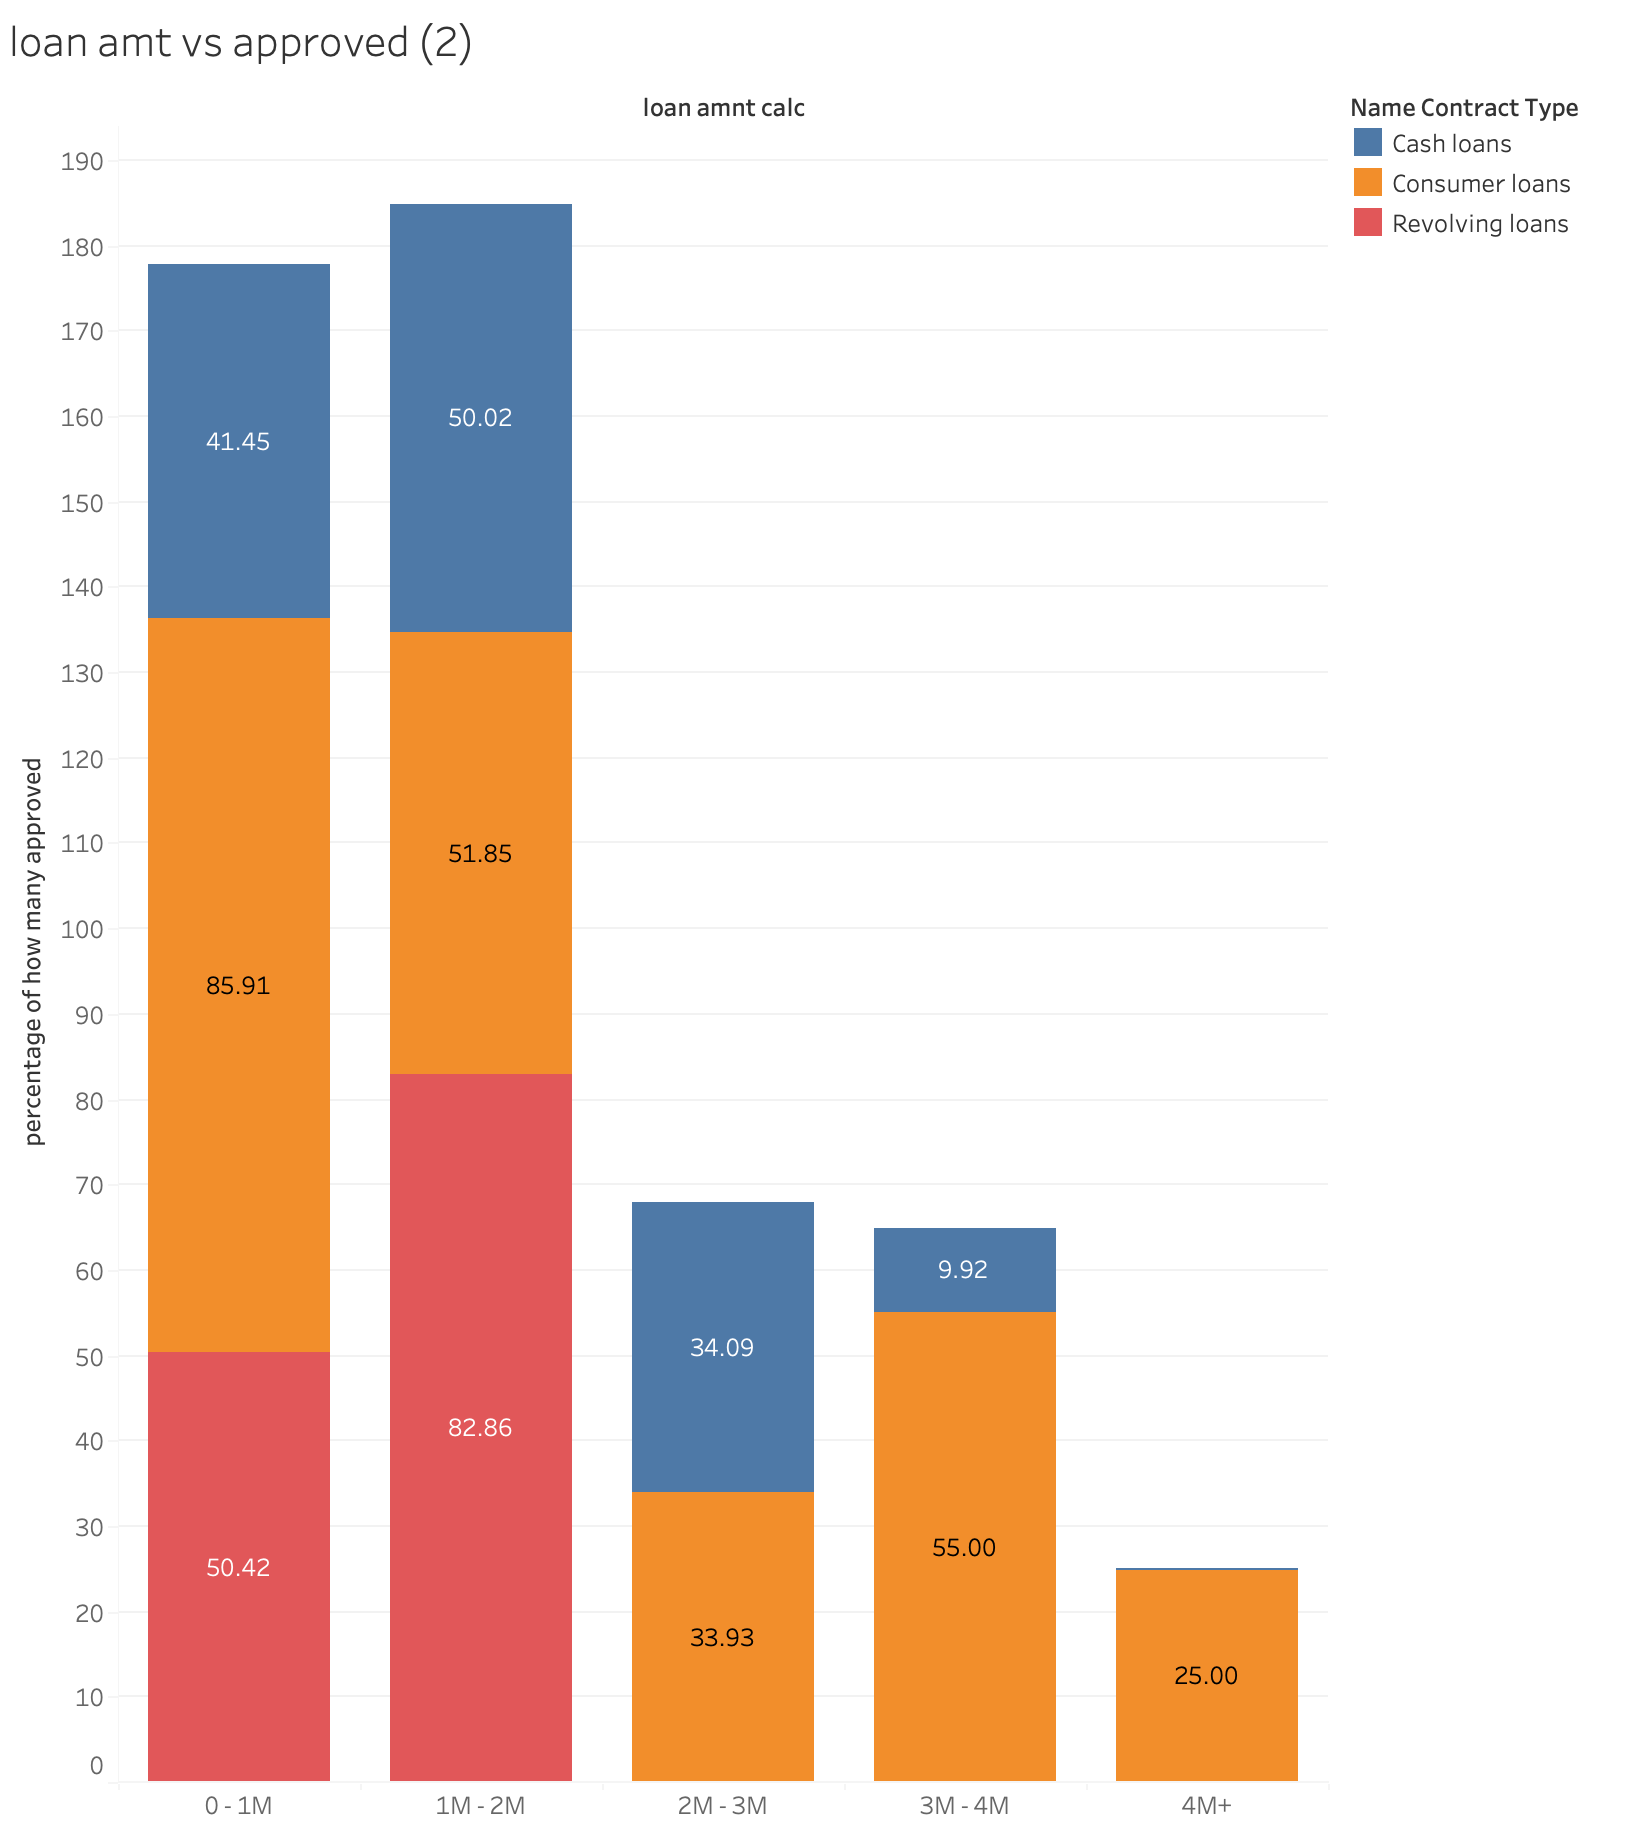 loan amt vs approved (2)
loan amnt calc
Name Contract Type
Cash loans
Consumer loans
Revolving loans
percentage of how many approved
190
180
170
160
150
140
130
120
110
100
90
80
70
60
50
40
30
20
10
0
41.45
85.91
50.42
50.02
51.85
82.86
34.09
33.93
9.92
55.00
25.00
0 - 1M
1M - 2M
2M - 3M
3M - 4M
4M+